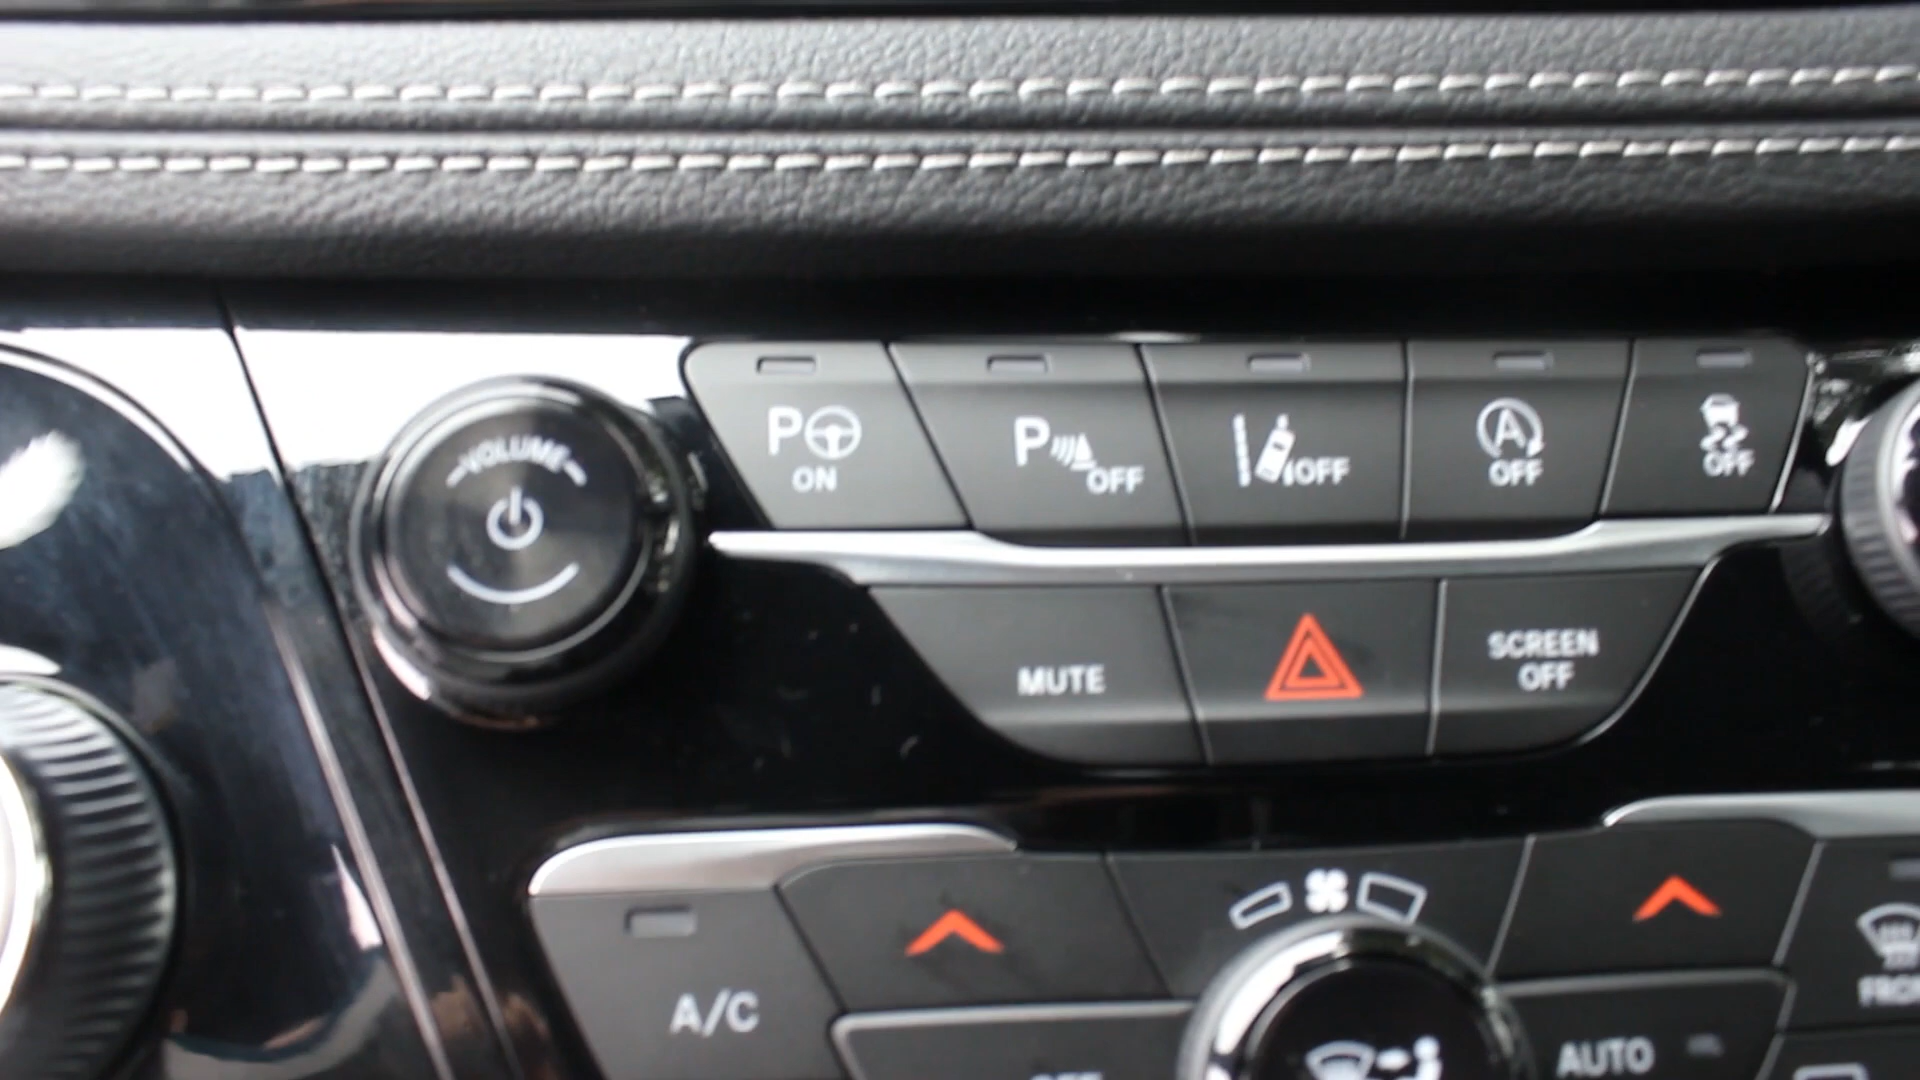 VOLUME
P
ON
P
OFF
OFF
A
OFF
OFF
MUTE
SCREEN
OFF
A/C
AUTO